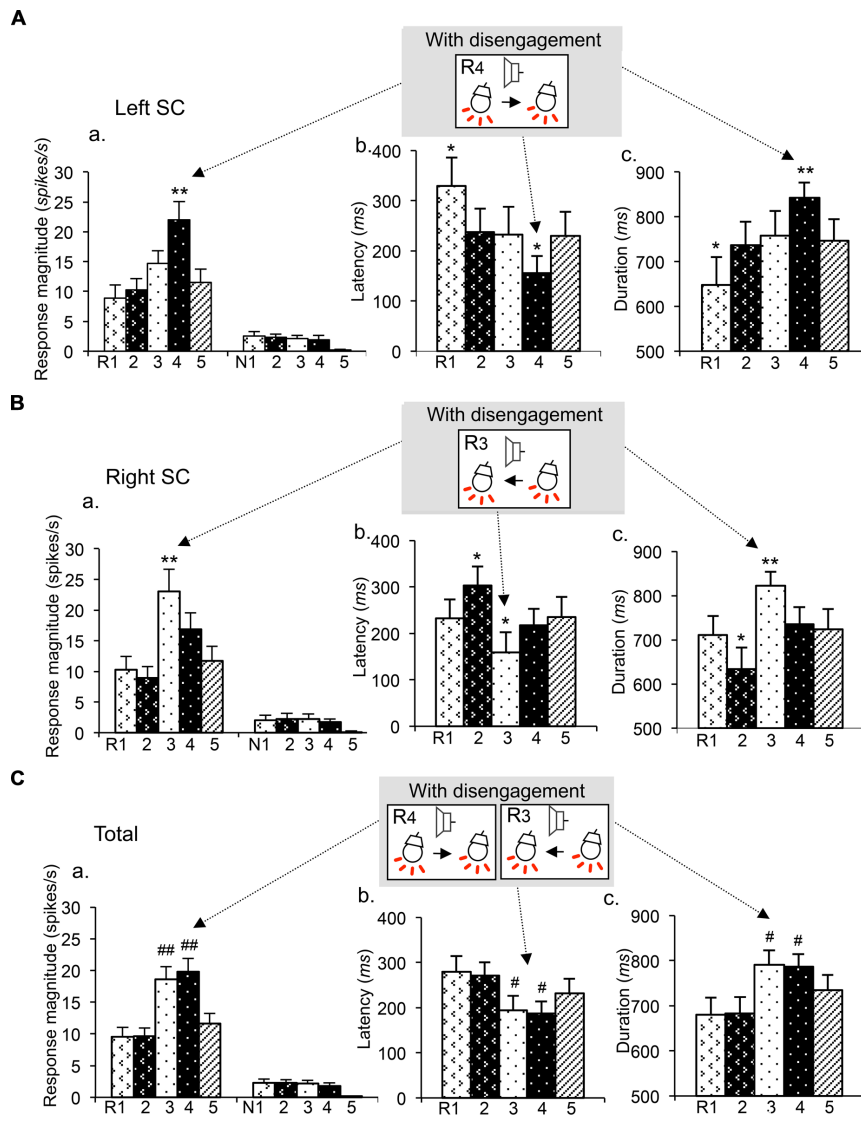 A
With disengagement
R4
Left SC
a.
Response magnitude (spikes/s)
30
25
20
15
10
5
0
**
R1 2 3 4 5 N1 2 3 4 5
b.
Latency (ms)
400
300
200
100
0
*
*
R1 2 3 4 5
c.
Duration (ms)
900
800
700
600
500
*
**
R1 2 3 4 5
B
With disengagement
R3
Right SC
a.
Response magnitude (spikes/s)
30
25
20
15
10
5
0
**
R1 2 3 4 5 N1 2 3 4 5
b.
Latency (ms)
400
300
200
100
0
*
*
R1 2 3 4 5
c.
Duration (ms)
900
800
700
600
500
*
**
R1 2 3 4 5
C
With disengagement
R4 R3
Total
a.
Response magnitude (spikes/s)
30
25
20
15
10
5
0
## ##
R1 2 3 4 5 N1 2 3 4 5
b.
Latency (ms)
400
300
200
100
0
# #
R1 2 3 4 5
c.
Duration (ms)
900
800
700
600
500
# #
R1 2 3 4 5